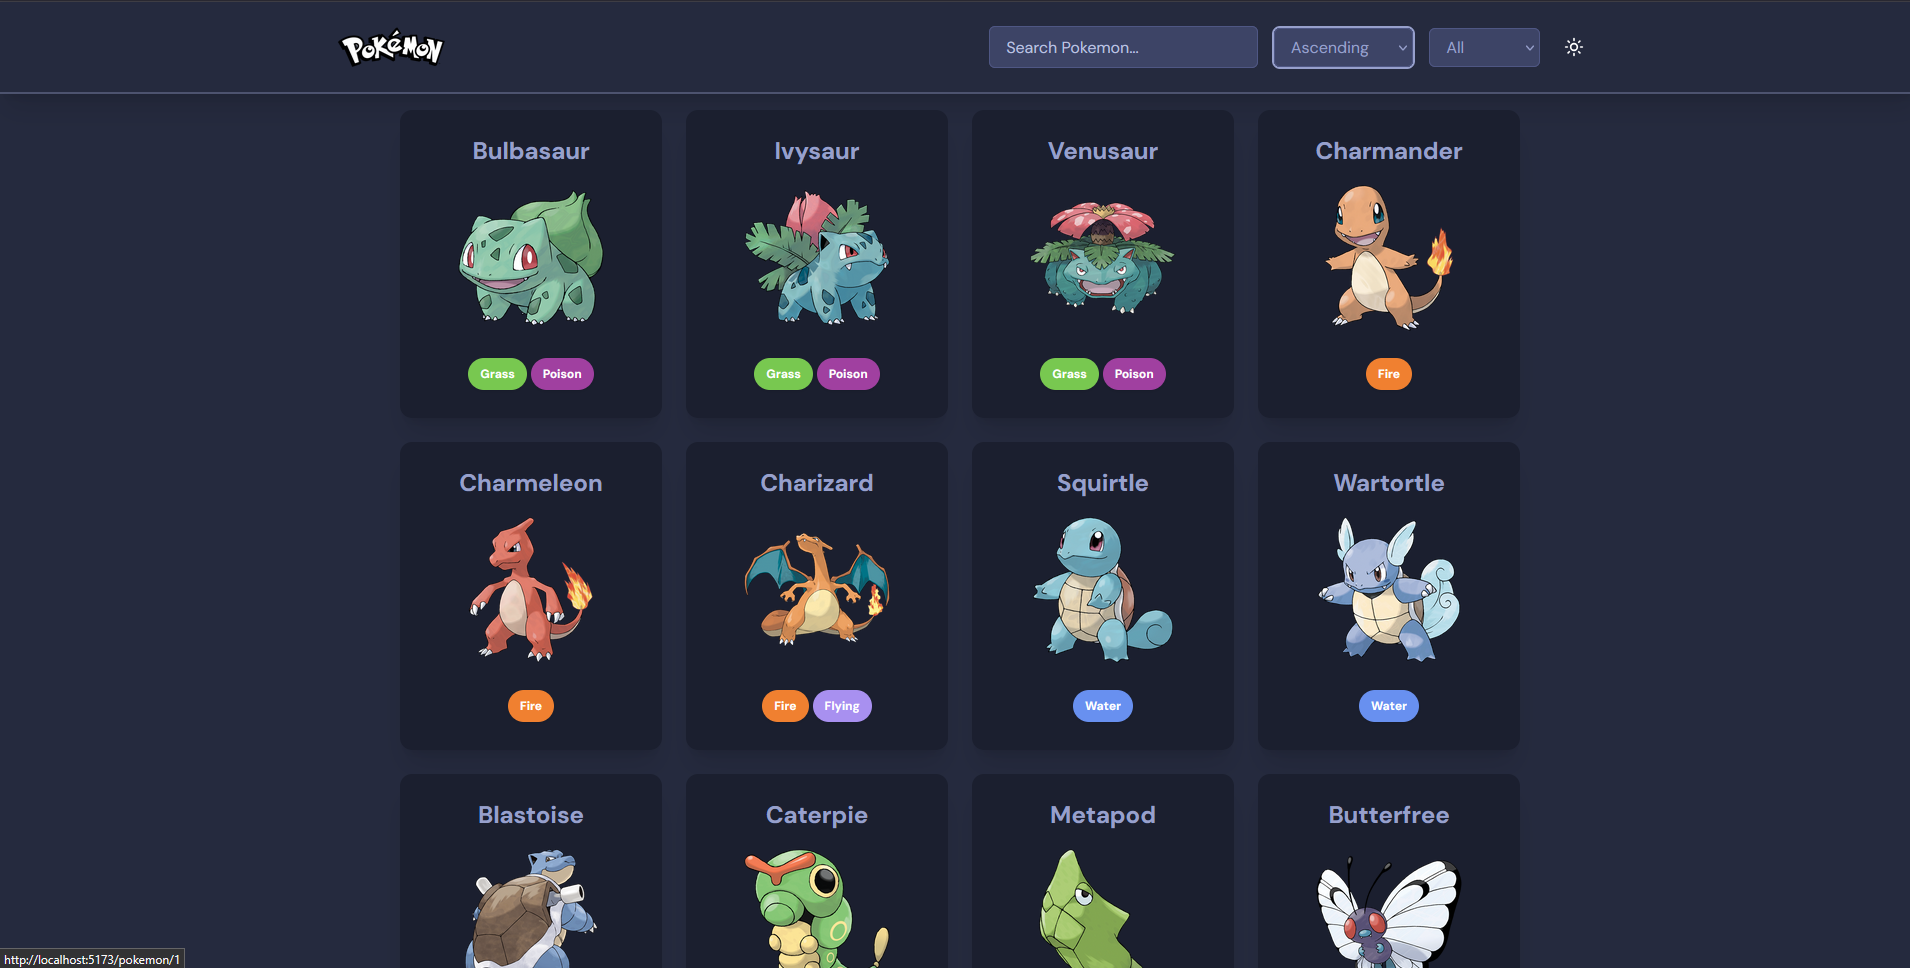 POKéMON
Search Pokemon...
Ascending
All
Bulbasaur
Ivysaur
Venusaur
Charmander
Grass Poison
Grass Poison
Grass Poison
Fire
Charmeleon
Charizard
Squirtle
Wartortle
Fire
Fire Flying
Water
Water
Blastoise
Caterpie
Metapod
Butterfree
http://localhost:5173/pokemon/1